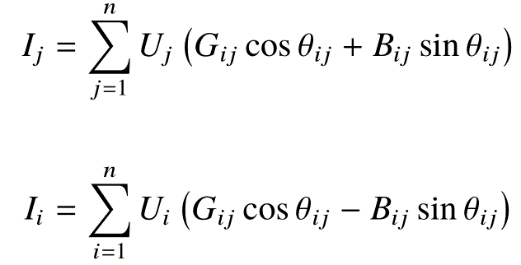 $I_j = \sum_{j=1}^{n} U_j \left( G_{ij} \cos \theta_{ij} + B_{ij} \sin \theta_{ij} \right)$
$I_i = \sum_{i=1}^{n} U_i \left( G_{ij} \cos \theta_{ij} - B_{ij} \sin \theta_{ij} \right)$